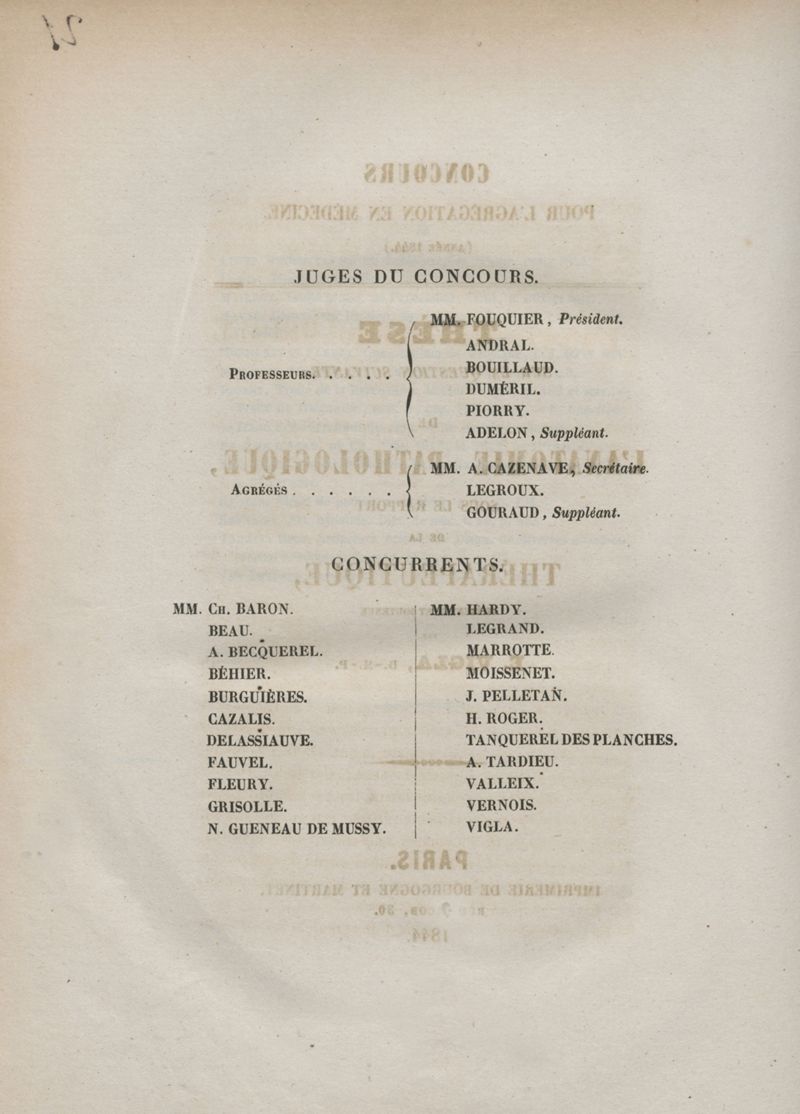 JUGES DU CONCOURS.
MM. FOUQUIER, Président.
ANDRAL.
PROFESSEURS. . . . . BOUILLAUD.
DUMÉRIL.
PIORRY.
ADELON, Suppléant.
MM. A. CAZENAVE, Secrétaire.
AGRÉGÉS . . . . . . LEGROUX.
GOURAUD, Suppléant.
CONCURRENTS.
MM. CH. BARON.
BEAU.
A. BECQUEREL.
BÉHIER.
BURGUIÈRES.
CAZALIS.
DELASSIAUVE.
FAUVEL.
FLEURY.
GRISOLLE.
N. GUENEAU DE MUSSY.
MM. HARDY.
LEGRAND.
MARROTTE.
MOISSENET.
J. PELLETAN.
H. ROGER.
TANQUEREL DES PLANCHES.
A. TARDIEU.
VALLEIX.
VERNOIS.
VIGLA.